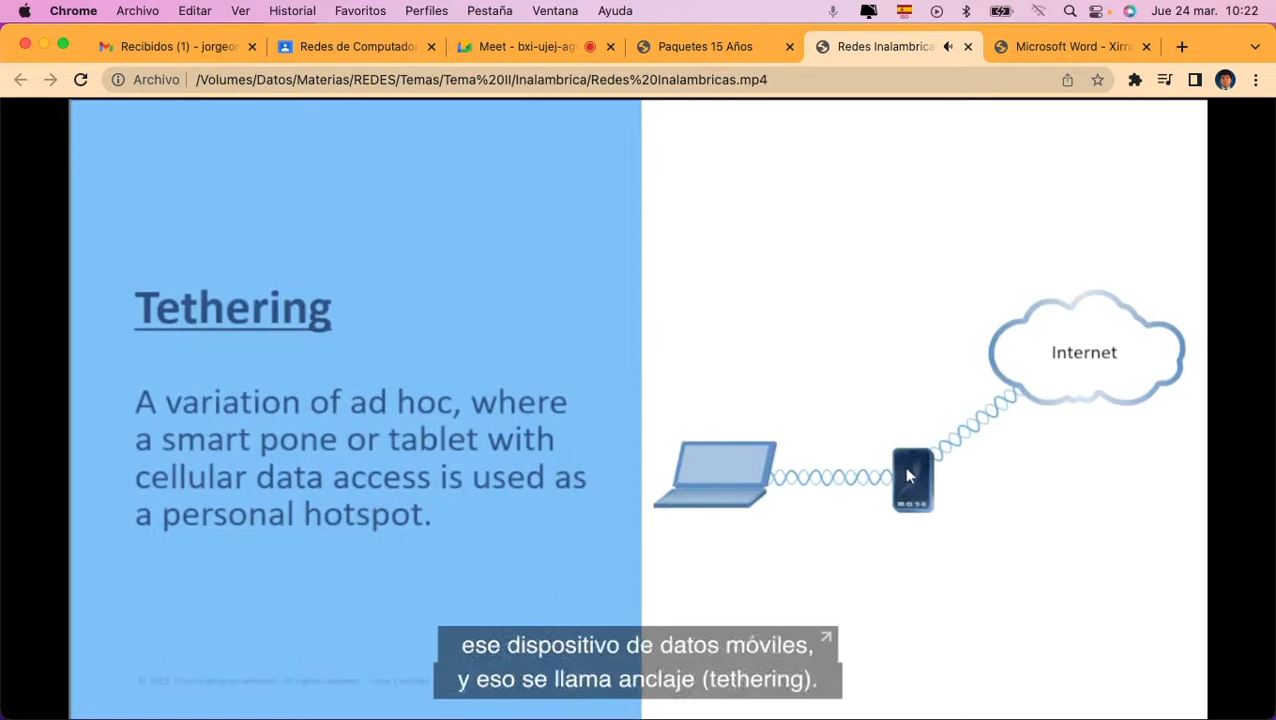 Chrome Archivo Editar Ver Historial Favoritos Perfiles Pestaña Ventana Ayuda ISO Jue 24 mar. 10:22
Recibidos (1) - jorgeor Redes de Computador Meet - bxi-ujej-ag Paquetes 15 Años Redes Inalambrica Microsoft Word - Xirru
Archivo /Volumes/Datos/Materias/REDES/Temas/Tema%20II/Inalambrica/Redes%20Inalambricas.mp4
Tethering
A variation of ad hoc, where
a smart pone or tablet with
cellular data access is used as
a personal hotspot.
Internet
ese dispositivo de datos móviles,
y eso se llama anclaje (tethering).